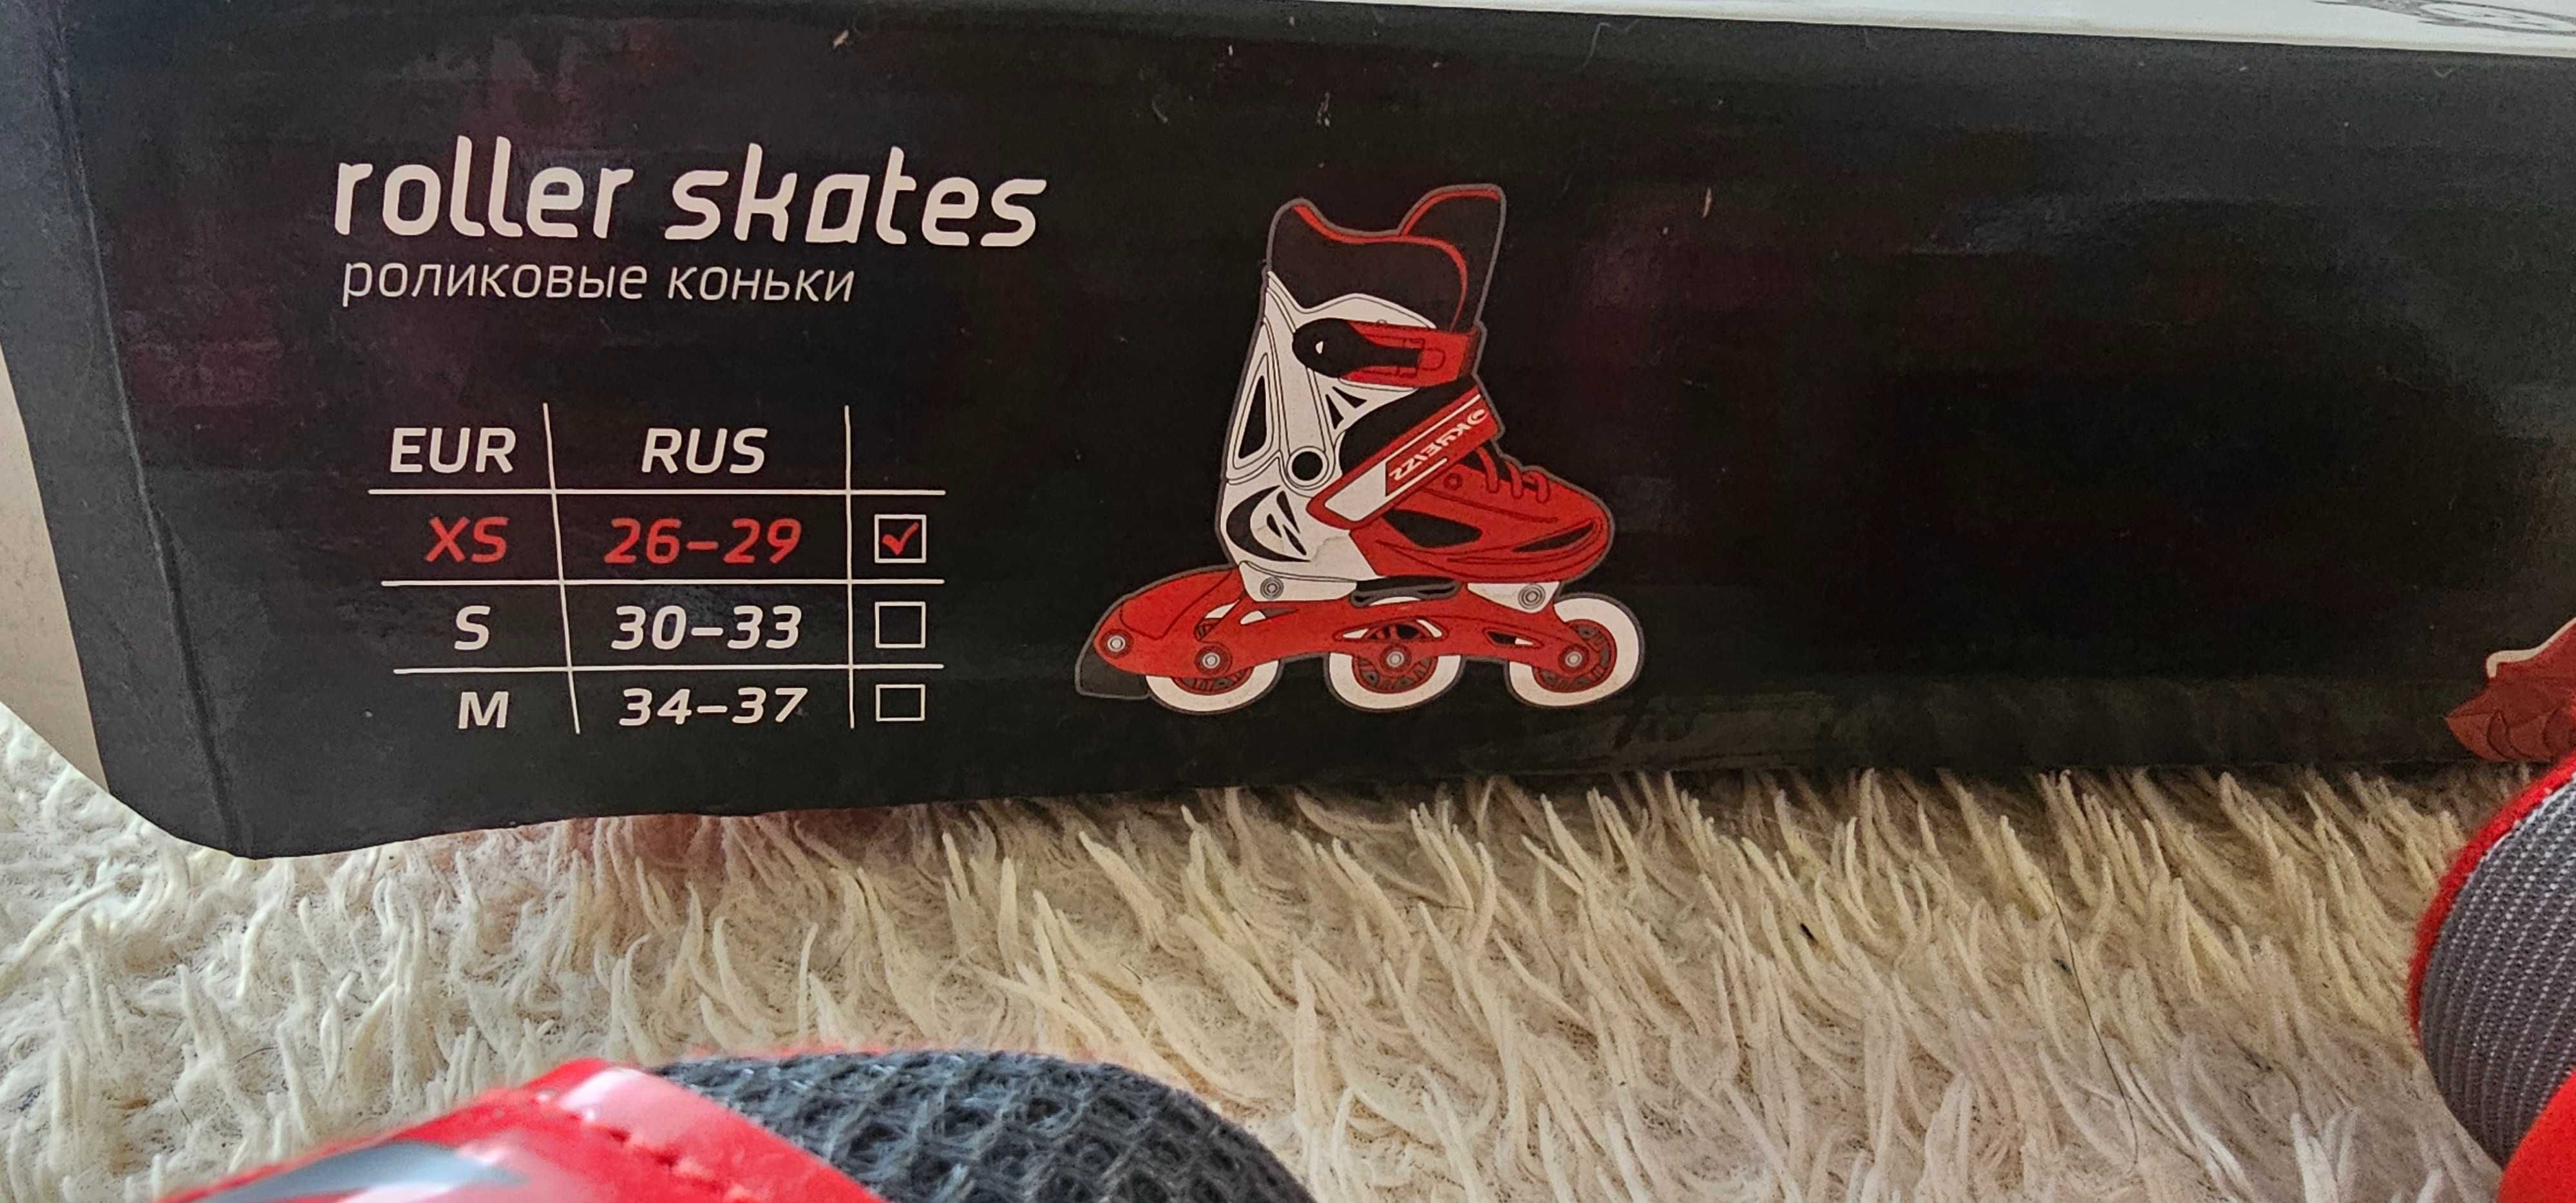 roller skates
роликовые коньки
EUR RUS
XS 26–29
S 30–33
M 34–37